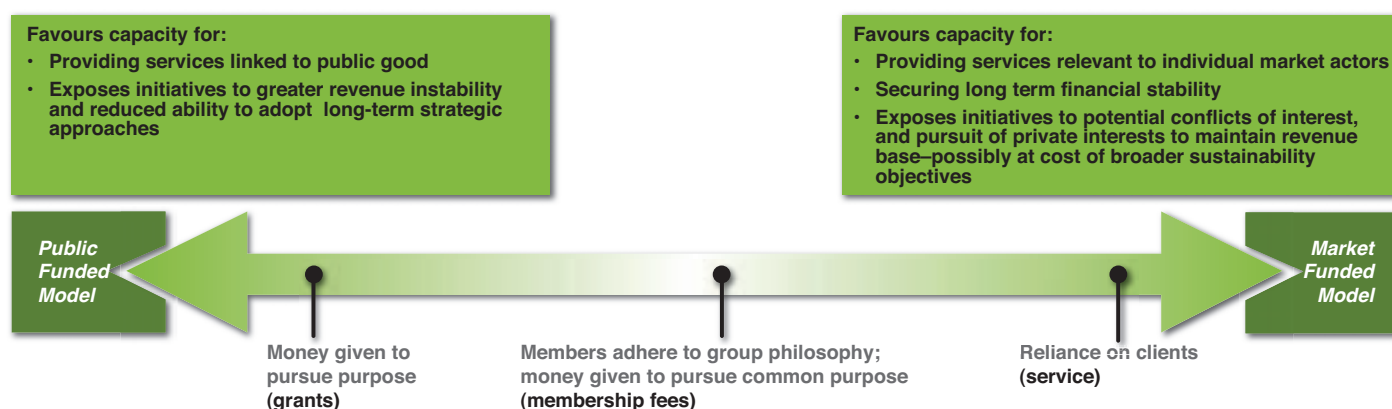 Favours capacity for:
• Providing services linked to public good
• Exposes initiatives to greater revenue instability
and reduced ability to adopt long-term strategic
approaches
Favours capacity for:
• Providing services relevant to individual market actors
• Securing long term financial stability
• Exposes initiatives to potential conflicts of interest,
and pursuit of private interests to maintain revenue
base–possibly at cost of broader sustainability
objectives
Public
Funded
Model
Market
Funded
Model
Money given to
pursue purpose
(grants)
Members adhere to group philosophy;
money given to pursue common purpose
(membership fees)
Reliance on clients
(service)